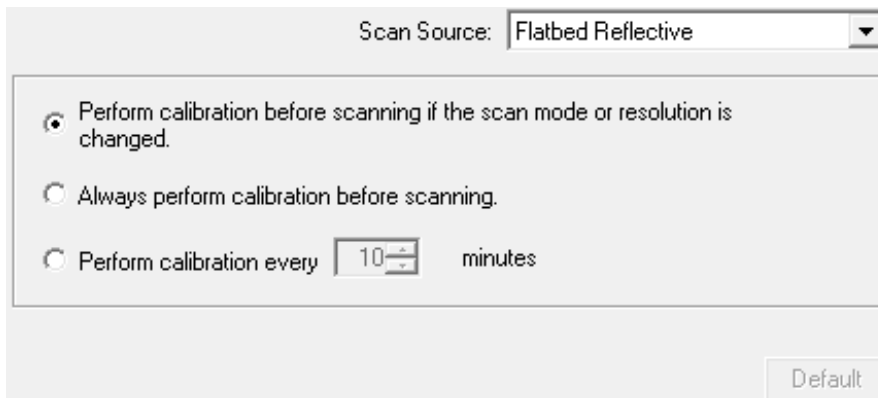 Scan Source: Flatbed Reflective
Perform calibration before scanning if the scan mode or resolution is
changed.
Always perform calibration before scanning.
Perform calibration every 10 minutes
Default